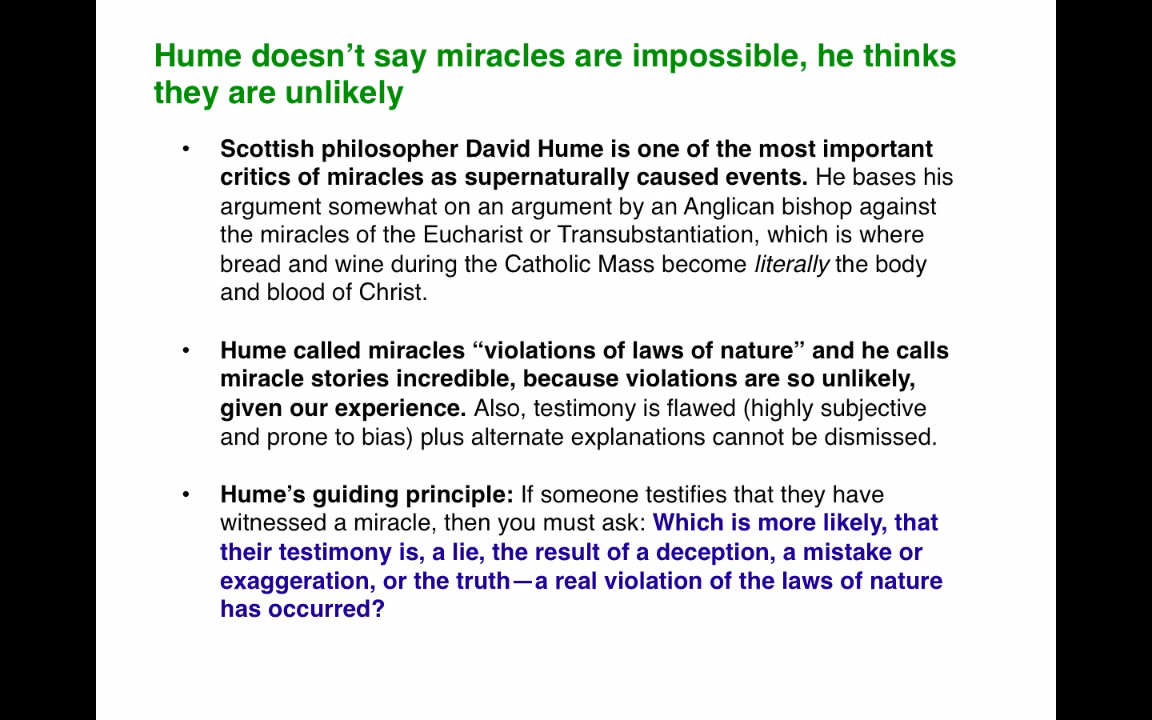 Hume doesn’t say miracles are impossible, he thinks
they are unlikely
• Scottish philosopher David Hume is one of the most important
critics of miracles as supernaturally caused events. He bases his
argument somewhat on an argument by an Anglican bishop against
the miracles of the Eucharist or Transubstantiation, which is where
bread and wine during the Catholic Mass become literally the body
and blood of Christ.
• Hume called miracles “violations of laws of nature” and he calls
miracle stories incredible, because violations are so unlikely,
given our experience. Also, testimony is flawed (highly subjective
and prone to bias) plus alternate explanations cannot be dismissed.
• Hume’s guiding principle: If someone testifies that they have
witnessed a miracle, then you must ask: Which is more likely, that
their testimony is, a lie, the result of a deception, a mistake or
exaggeration, or the truth—a real violation of the laws of nature
has occurred?